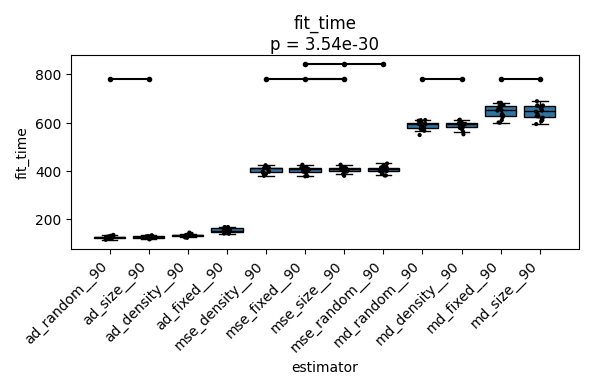 fit_time
p = 3.54e-30
fit_time
800
600
400
200
ad_random__90
ad_size__90
ad_density__90
ad_fixed__90
mse_density__90
mse_fixed__90
mse_size__90
mse_random__90
md_random__90
md_density__90
md_fixed__90
md_size__90
estimator